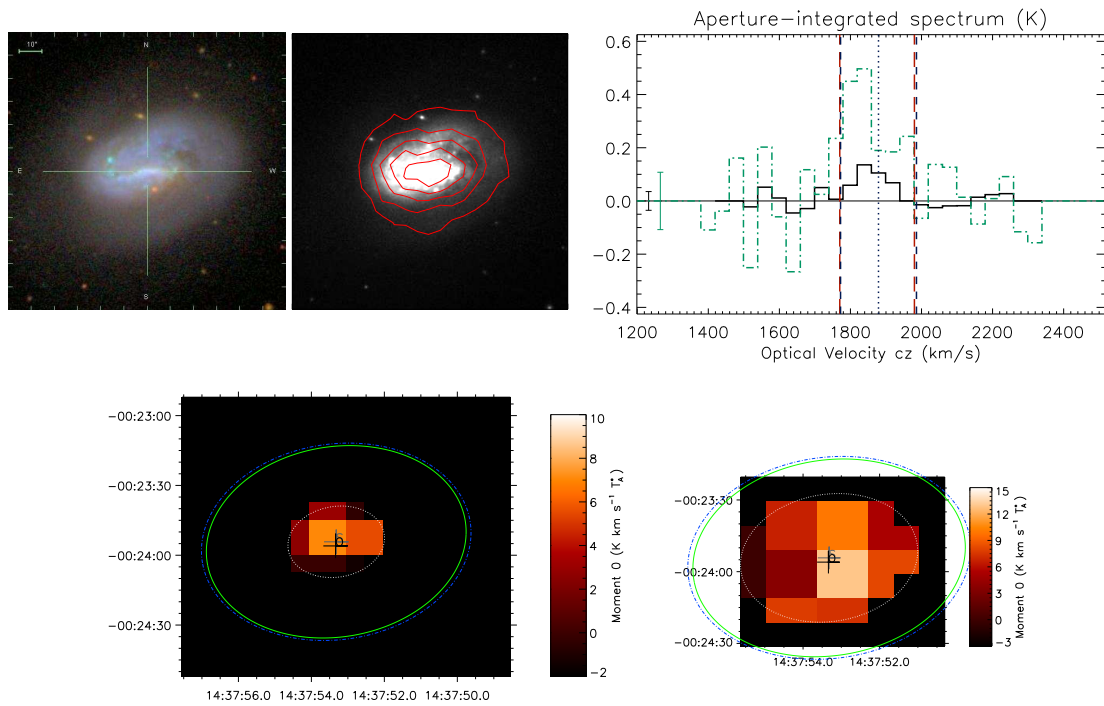 10"
N
E
W
S
Aperture-integrated spectrum (K)
0.6
0.4
0.2
0.0
-0.2
-0.4
1200 1400 1600 1800 2000 2200 2400
Optical Velocity cz (km/s)
-00:23:00
-00:23:30
-00:24:00
-00:24:30
14:37:56.0 14:37:54.0 14:37:52.0 14:37:50.0
10
8
6
4
2
0
-2
Moment 0 (K km s⁻¹ T*A)
-00:23:30
-00:24:00
-00:24:30
14:37:54.0 14:37:52.0
15
12
9
6
3
0
-3
Moment 0 (K km s⁻¹ T*A)